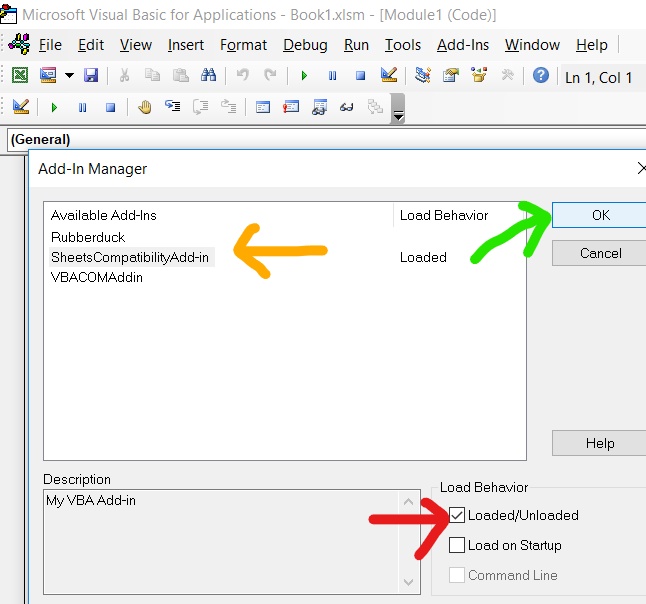 Microsoft Visual Basic for Applications - Book1.xlsm - [Module1 (Code)]
File Edit View Insert Format Debug Run Tools Add-Ins Window Help
Ln 1, Col 1
(General)
Add-In Manager
Available Add-Ins Load Behavior
Rubberduck
SheetsCompatibilityAdd-in Loaded
VBACOMAddin
OK
Cancel
Help
Description
My VBA Add-in
Load Behavior
Loaded/Unloaded
Load on Startup
Command Line